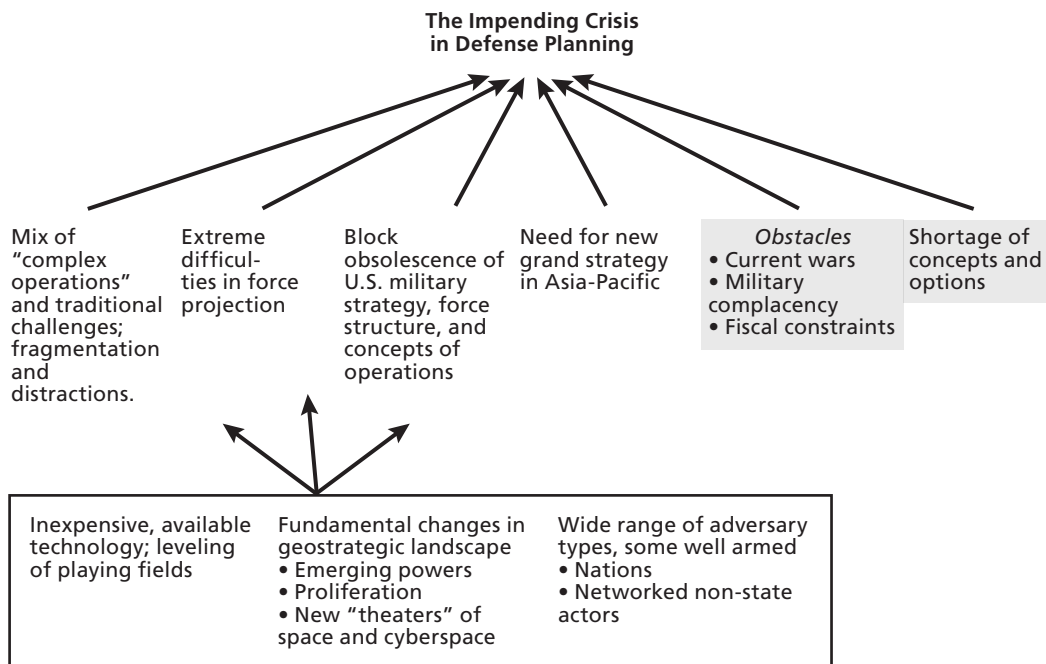 The Impending Crisis
in Defense Planning
Mix of
“complex
operations”
and traditional
challenges;
fragmentation
and
distractions.
Extreme
difficul-
ties in force
projection
Block
obsolescence of
U.S. military
strategy, force
structure, and
concepts of
operations
Need for new
grand strategy
in Asia-Pacific
Obstacles
• Current wars
• Military
complacency
• Fiscal constraints
Shortage of
concepts and
options
Inexpensive, available
technology; leveling
of playing fields
Fundamental changes in
geostrategic landscape
• Emerging powers
• Proliferation
• New “theaters” of
space and cyberspace
Wide range of adversary
types, some well armed
• Nations
• Networked non-state
actors